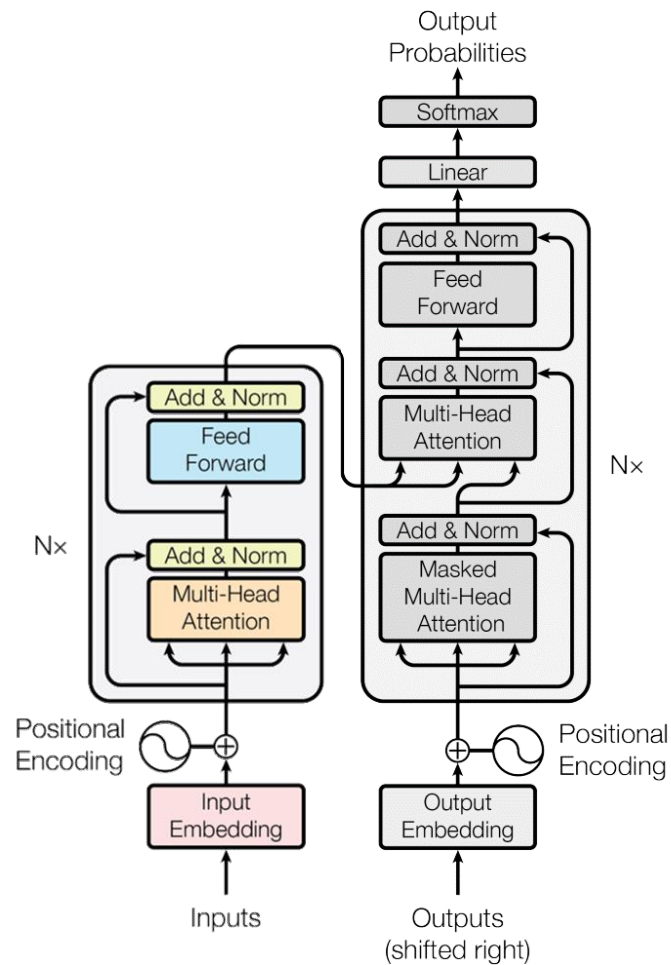 Output
Probabilities
Softmax
Linear
Add & Norm
Feed
Forward
Add & Norm
Multi-Head
Attention
Nx
Add & Norm
Masked
Multi-Head
Attention
Positional
Encoding
Output
Embedding
Outputs
(shifted right)
Add & Norm
Feed
Forward
Nx
Add & Norm
Multi-Head
Attention
Positional
Encoding
Input
Embedding
Inputs